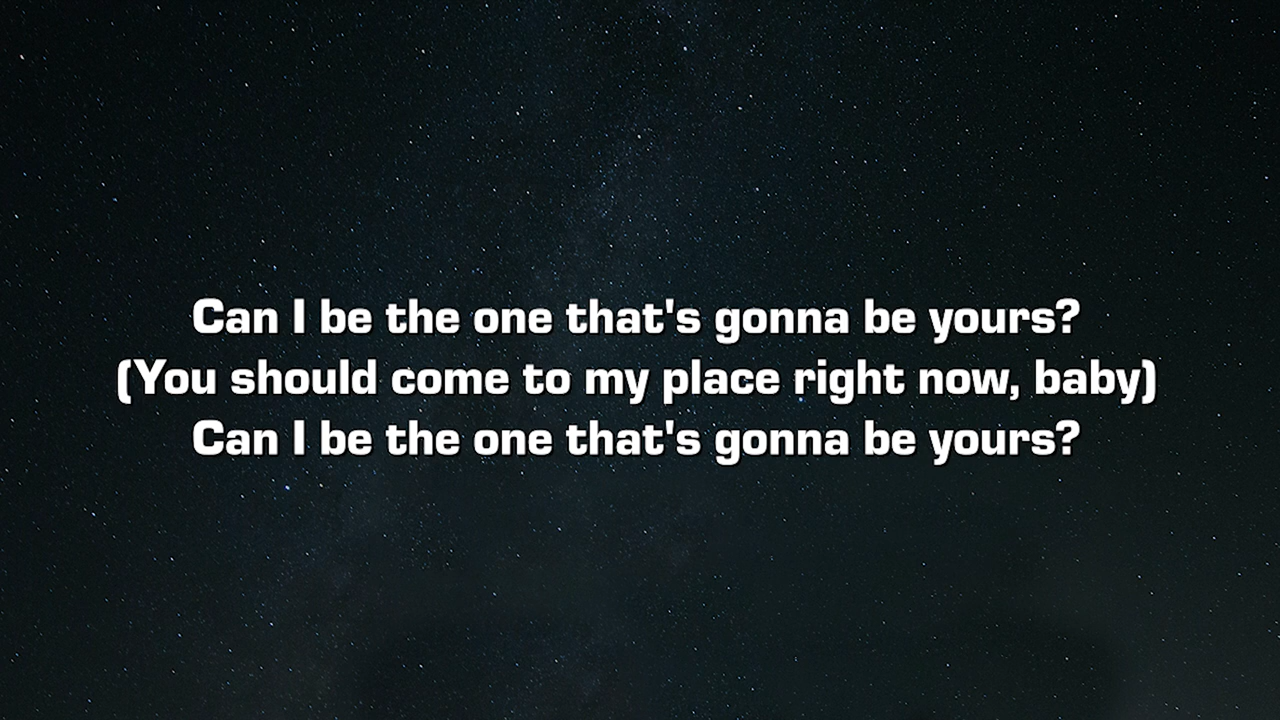 Can I be the one that's gonna be yours?
(You should come to my place right now, baby)
Can I be the one that's gonna be yours?